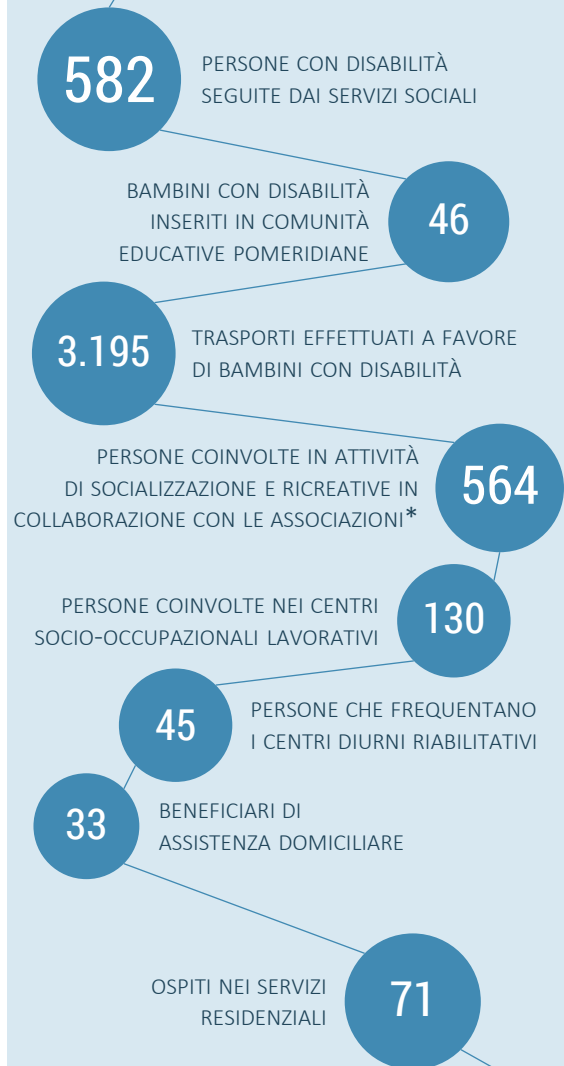 582
PERSONE CON DISABILITÀ
SEGUITE DAI SERVIZI SOCIALI
BAMBINI CON DISABILITÀ
INSERITI IN COMUNITÀ
EDUCATIVE POMERIDIANE
46
3.195
TRASPORTI EFFETTUATI A FAVORE
DI BAMBINI CON DISABILITÀ
PERSONE COINVOLTE IN ATTIVITÀ
DI SOCIALIZZAZIONE E RICREATIVE IN
COLLABORAZIONE CON LE ASSOCIAZIONI*
564
PERSONE COINVOLTE NEI CENTRI
SOCIO-OCCUPAZIONALI LAVORATIVI
130
45
PERSONE CHE FREQUENTANO
I CENTRI DIURNI RIABILITATIVI
33
BENEFICIARI DI
ASSISTENZA DOMICILIARE
OSPITI NEI SERVIZI
RESIDENZIALI
71